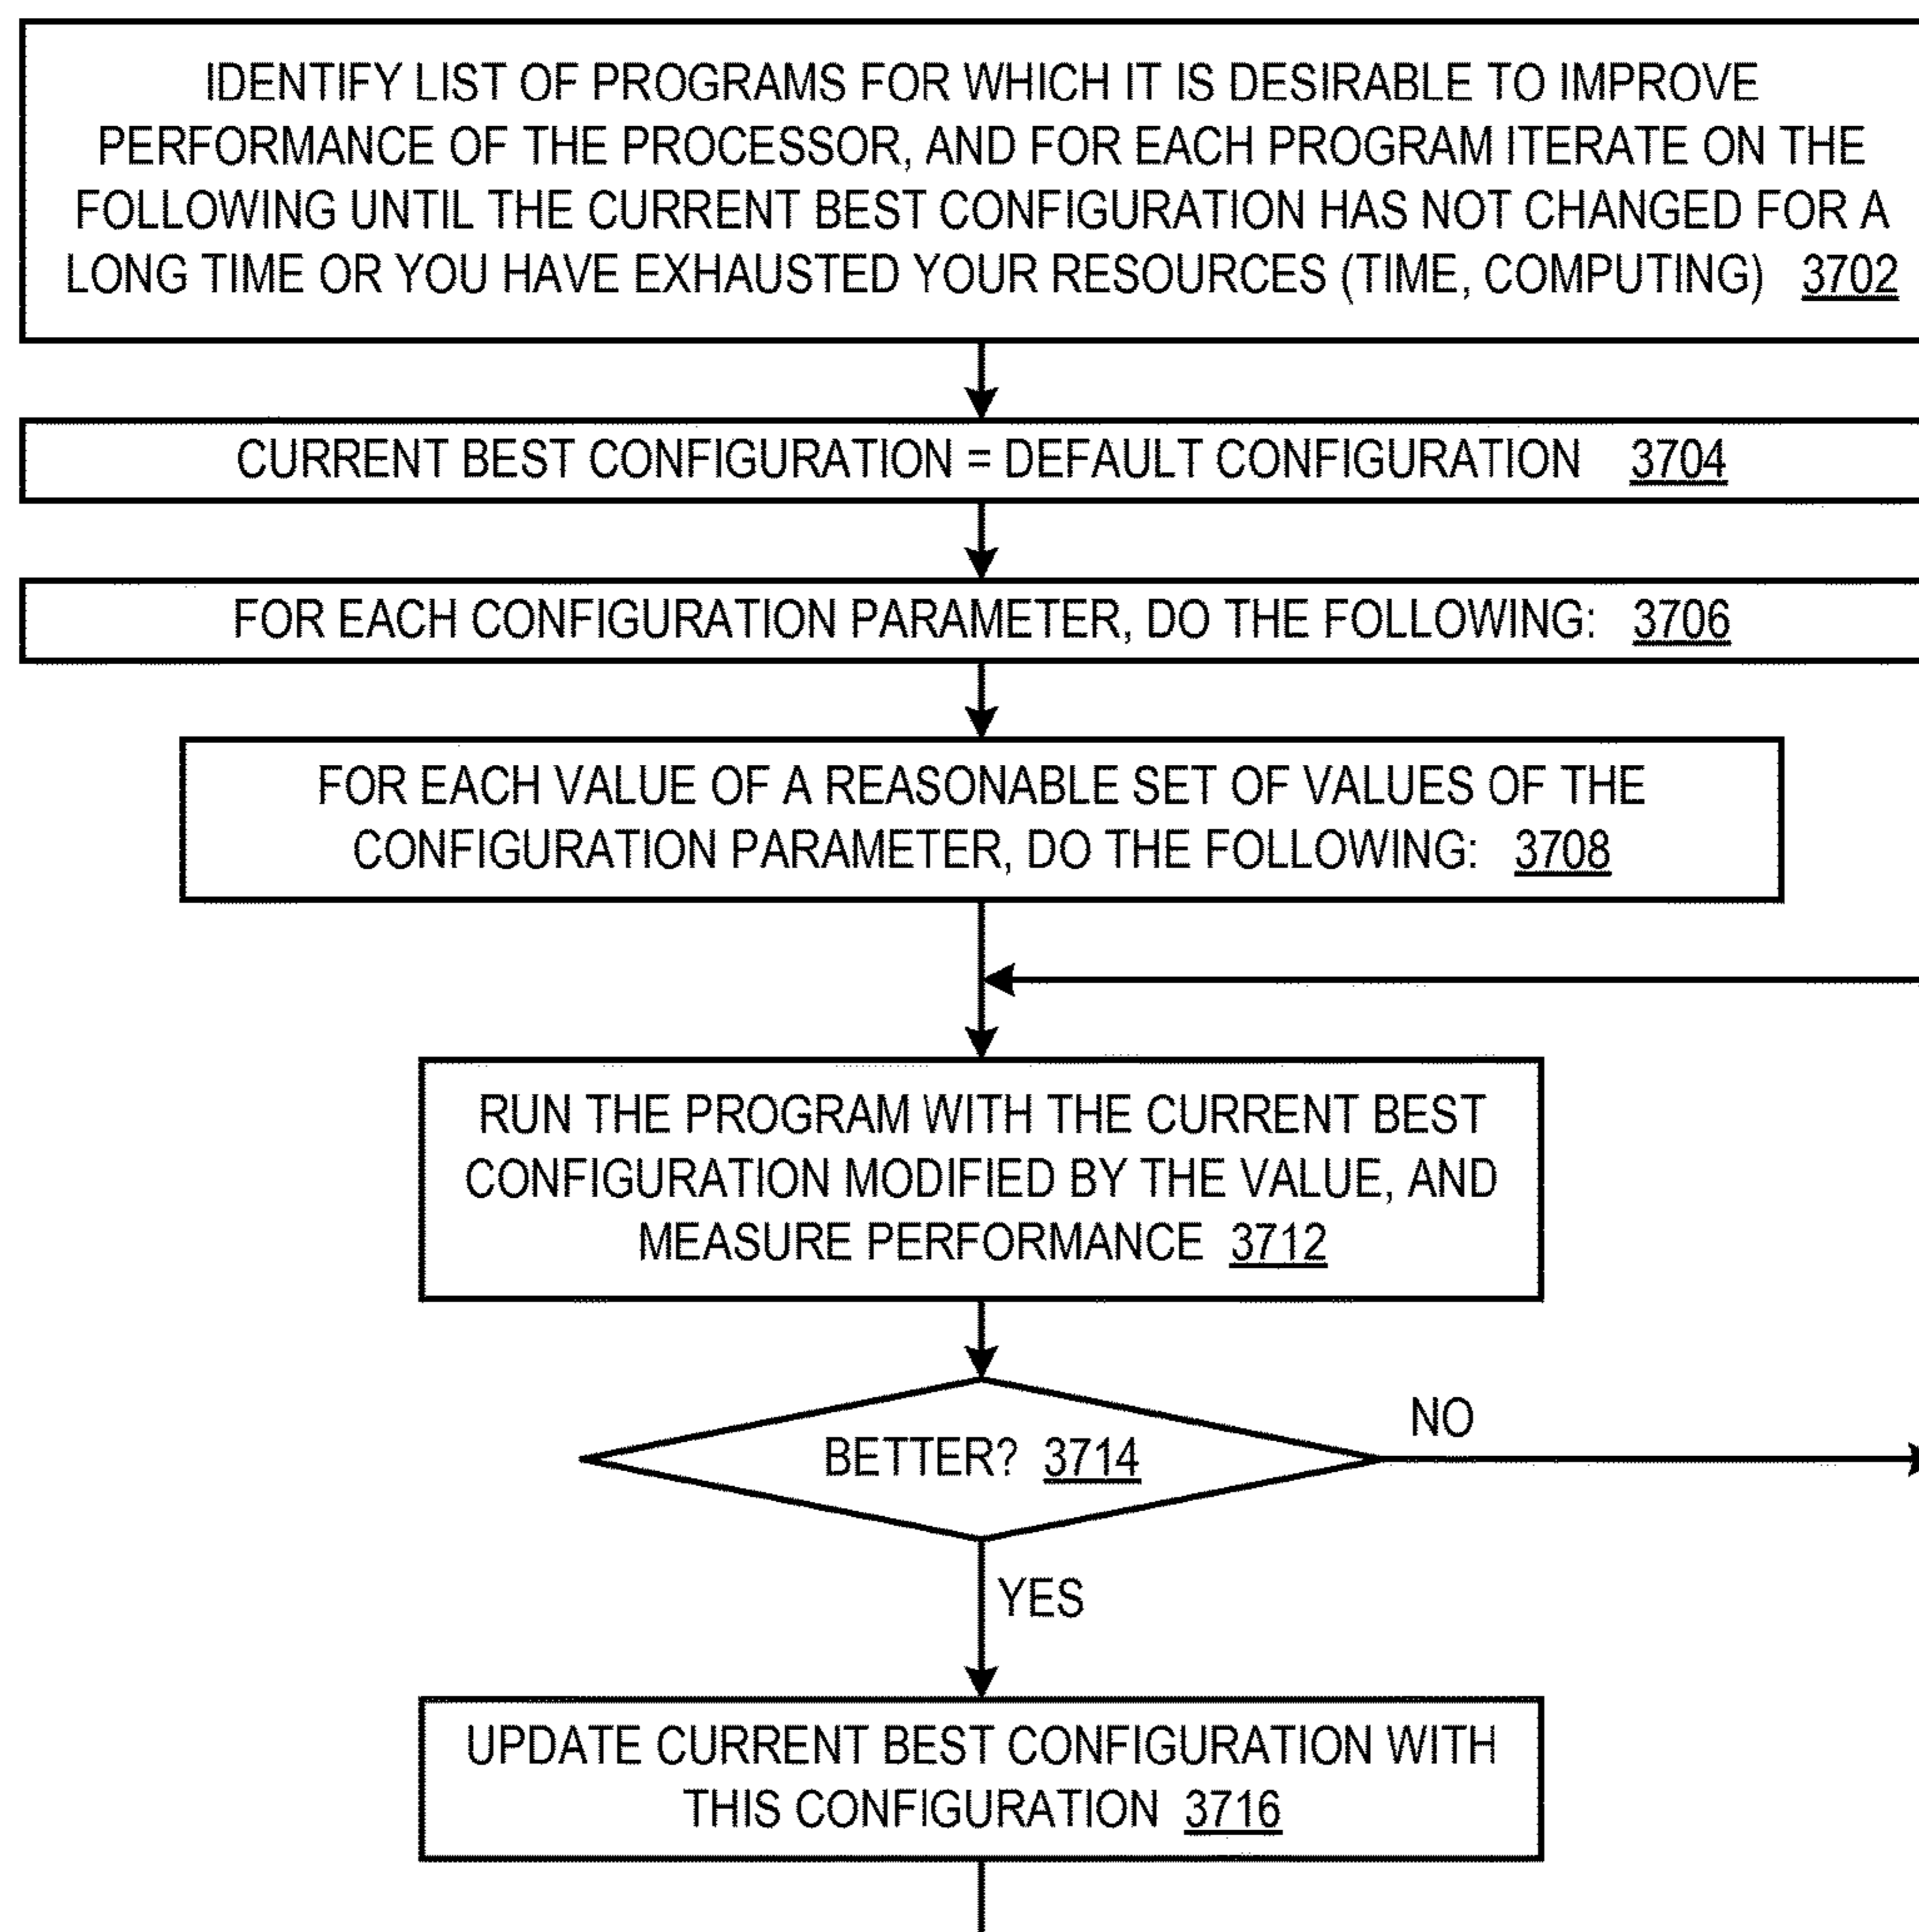 IDENTIFY LIST OF PROGRAMS FOR WHICH IT IS DESIRABLE TO IMPROVE
PERFORMANCE OF THE PROCESSOR, AND FOR EACH PROGRAM ITERATE ON THE
FOLLOWING UNTIL THE CURRENT BEST CONFIGURATION HAS NOT CHANGED FOR A
LONG TIME OR YOU HAVE EXHAUSTED YOUR RESOURCES (TIME, COMPUTING) 3702
CURRENT BEST CONFIGURATION = DEFAULT CONFIGURATION 3704
FOR EACH CONFIGURATION PARAMETER, DO THE FOLLOWING: 3706
FOR EACH VALUE OF A REASONABLE SET OF VALUES OF THE
CONFIGURATION PARAMETER, DO THE FOLLOWING: 3708
RUN THE PROGRAM WITH THE CURRENT BEST
CONFIGURATION MODIFIED BY THE VALUE, AND
MEASURE PERFORMANCE 3712
BETTER? 3714
NO
YES
UPDATE CURRENT BEST CONFIGURATION WITH
THIS CONFIGURATION 3716